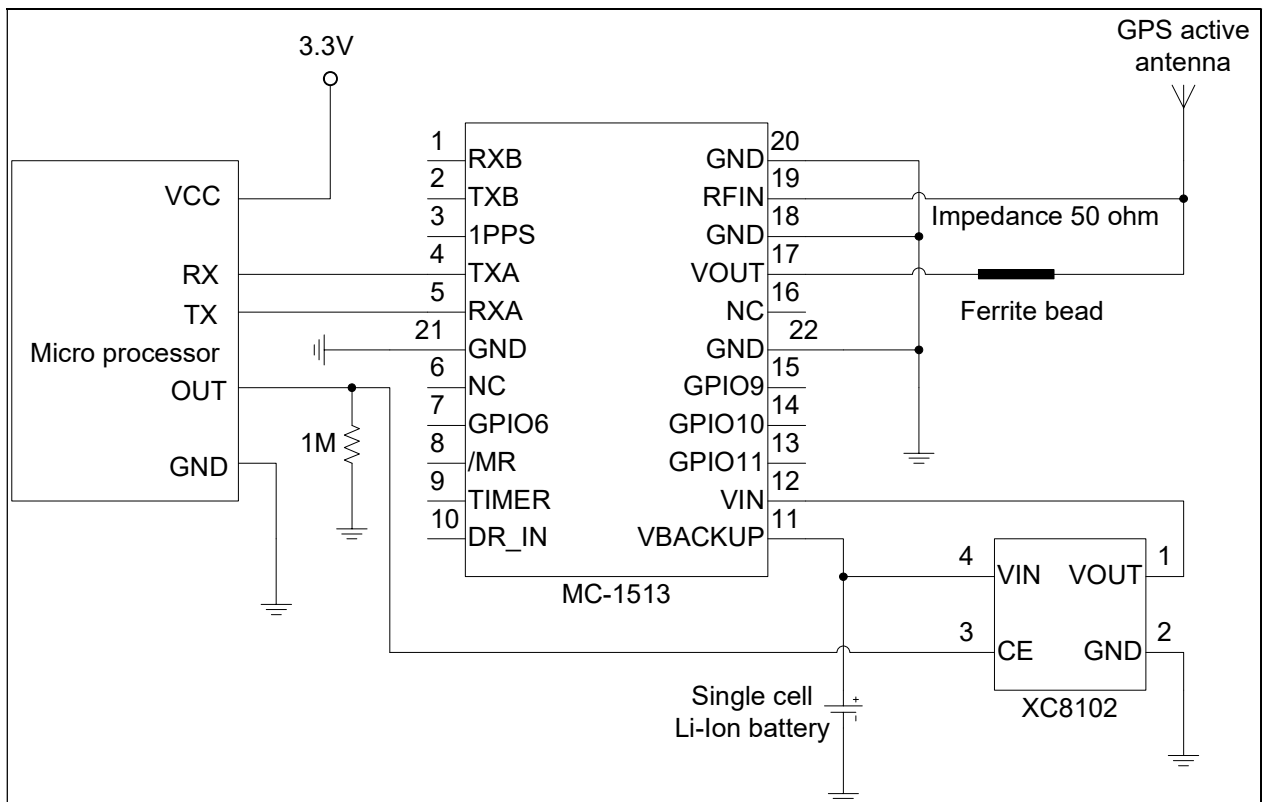 3.3V
GPS active
antenna
1
RXB
2
TXB
3
1PPS
4
TXA
5
RXA
21
GND
6
NC
7
GPIO6
8
/MR
9
TIMER
10
DR_IN
20
GND
19
RFIN
18
GND
17
VOUT
16
NC
22
GND
15
GPIO9
14
GPIO10
13
GPIO11
12
VIN
11
VBACKUP
MC-1513
VCC
RX
TX
Micro processor
OUT
GND
1M
Impedance 50 ohm
Ferrite bead
4
VIN
VOUT
1
3
CE
GND
2
XC8102
Single cell
Li-Ion battery
+
-